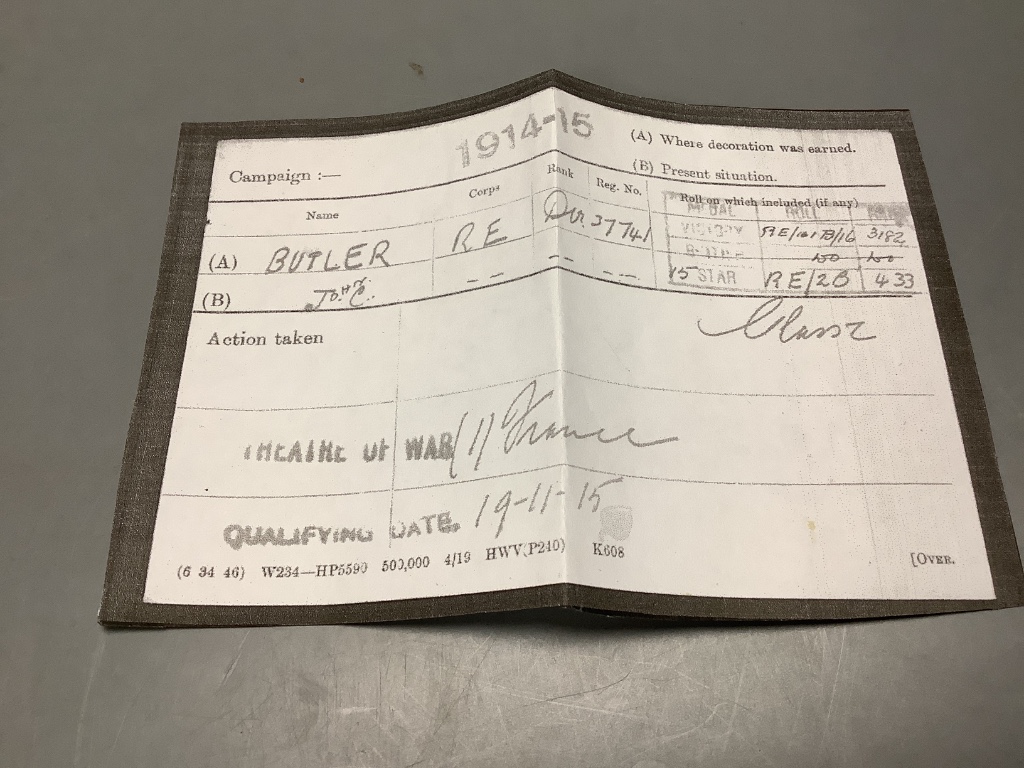 1914-15
(A) Where decoration was earned.
Campaign :—
(B) Present situation.
Name Corps Rank Reg. No. Roll on which included (if any)
MEDAL ROLL PAGE
(A) BUTLER R E Dvr. 37741 VICTORY RE/101 B/16 3182
BRITISH do do
15 STAR RE/2B 433
(B) John E. -- -- --
Action taken
Class Z
THEATRE OF WAR (1) France
QUALIFYING DATE. 19-11-15
(6 34 46) W234—HP5590 500,000 4/19 HWV(P240) K608 [OVER.